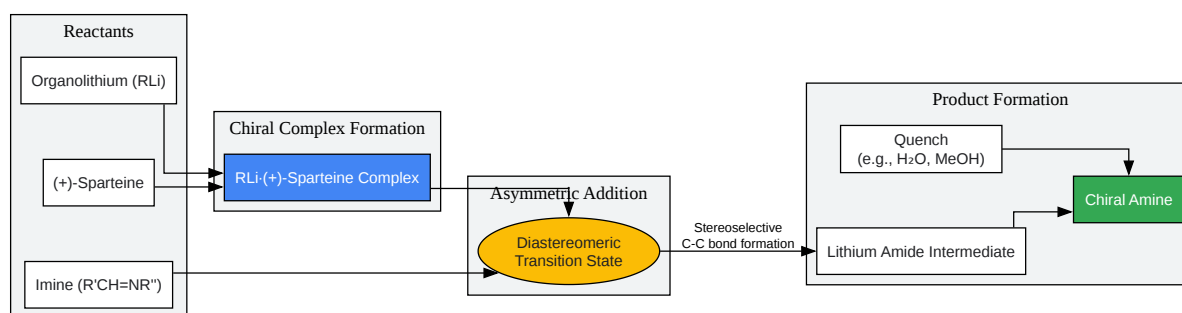 Reactants
Organolithium (RLi)
(+)-Sparteine
Imine (R'CH=NR")
Chiral Complex Formation
RLi·(+)-Sparteine Complex
Asymmetric Addition
Diastereomeric
Transition State
Stereoselective
C-C bond formation
Product Formation
Quench
(e.g., H₂O, MeOH)
Lithium Amide Intermediate
Chiral Amine